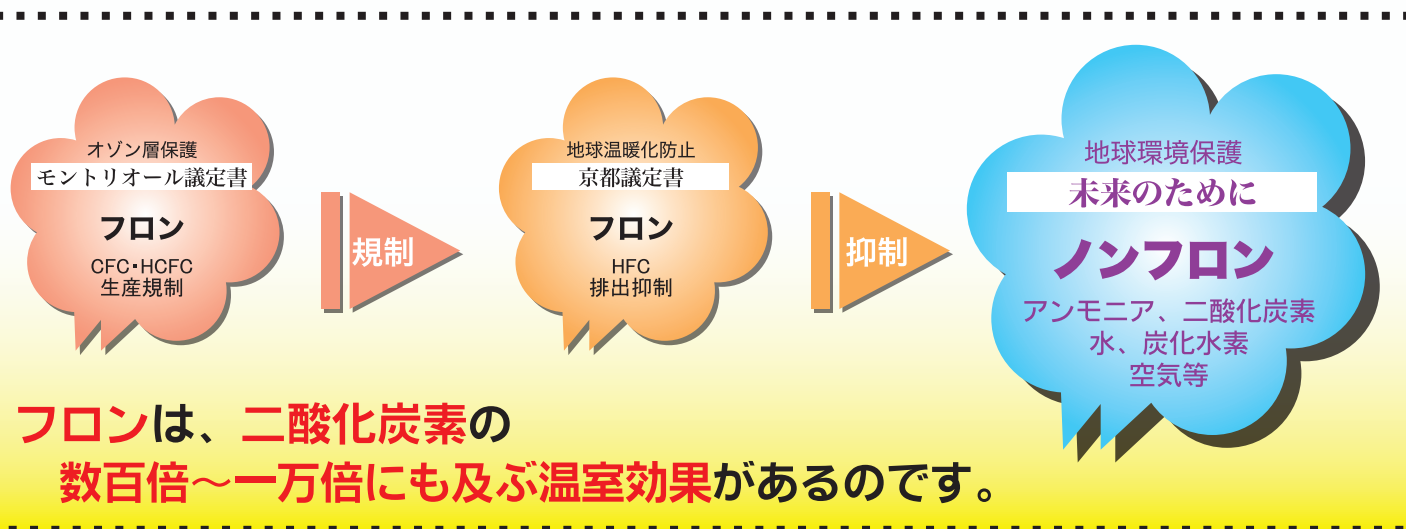 オゾン層保護
モントリオール議定書
フロン
CFC・HCFC
生産規制
規制
地球温暖化防止
京都議定書
フロン
HFC
排出抑制
抑制
地球環境保護
未来のために
ノンフロン
アンモニア、二酸化炭素
水、炭化水素
空気等
フロンは、二酸化炭素の
数百倍〜一万倍にも及ぶ温室効果があるのです。